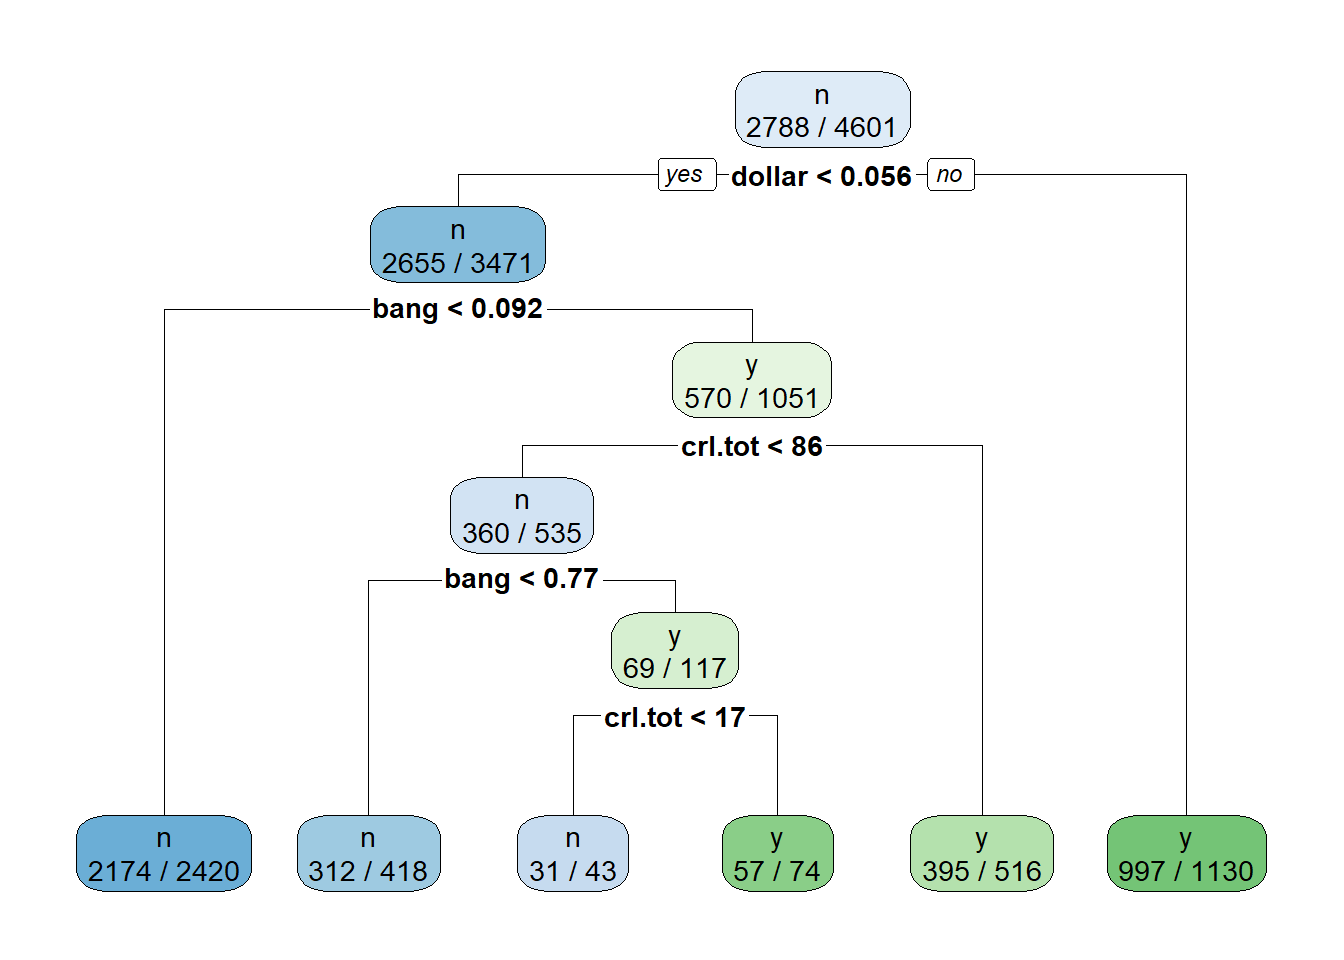 n
2788 / 4601
yes
dollar < 0.056
no
n
2655 / 3471
bang < 0.092
y
570 / 1051
crl.tot < 86
n
360 / 535
bang < 0.77
y
69 / 117
crl.tot < 17
n
2174 / 2420
n
312 / 418
n
31 / 43
y
57 / 74
y
395 / 516
y
997 / 1130